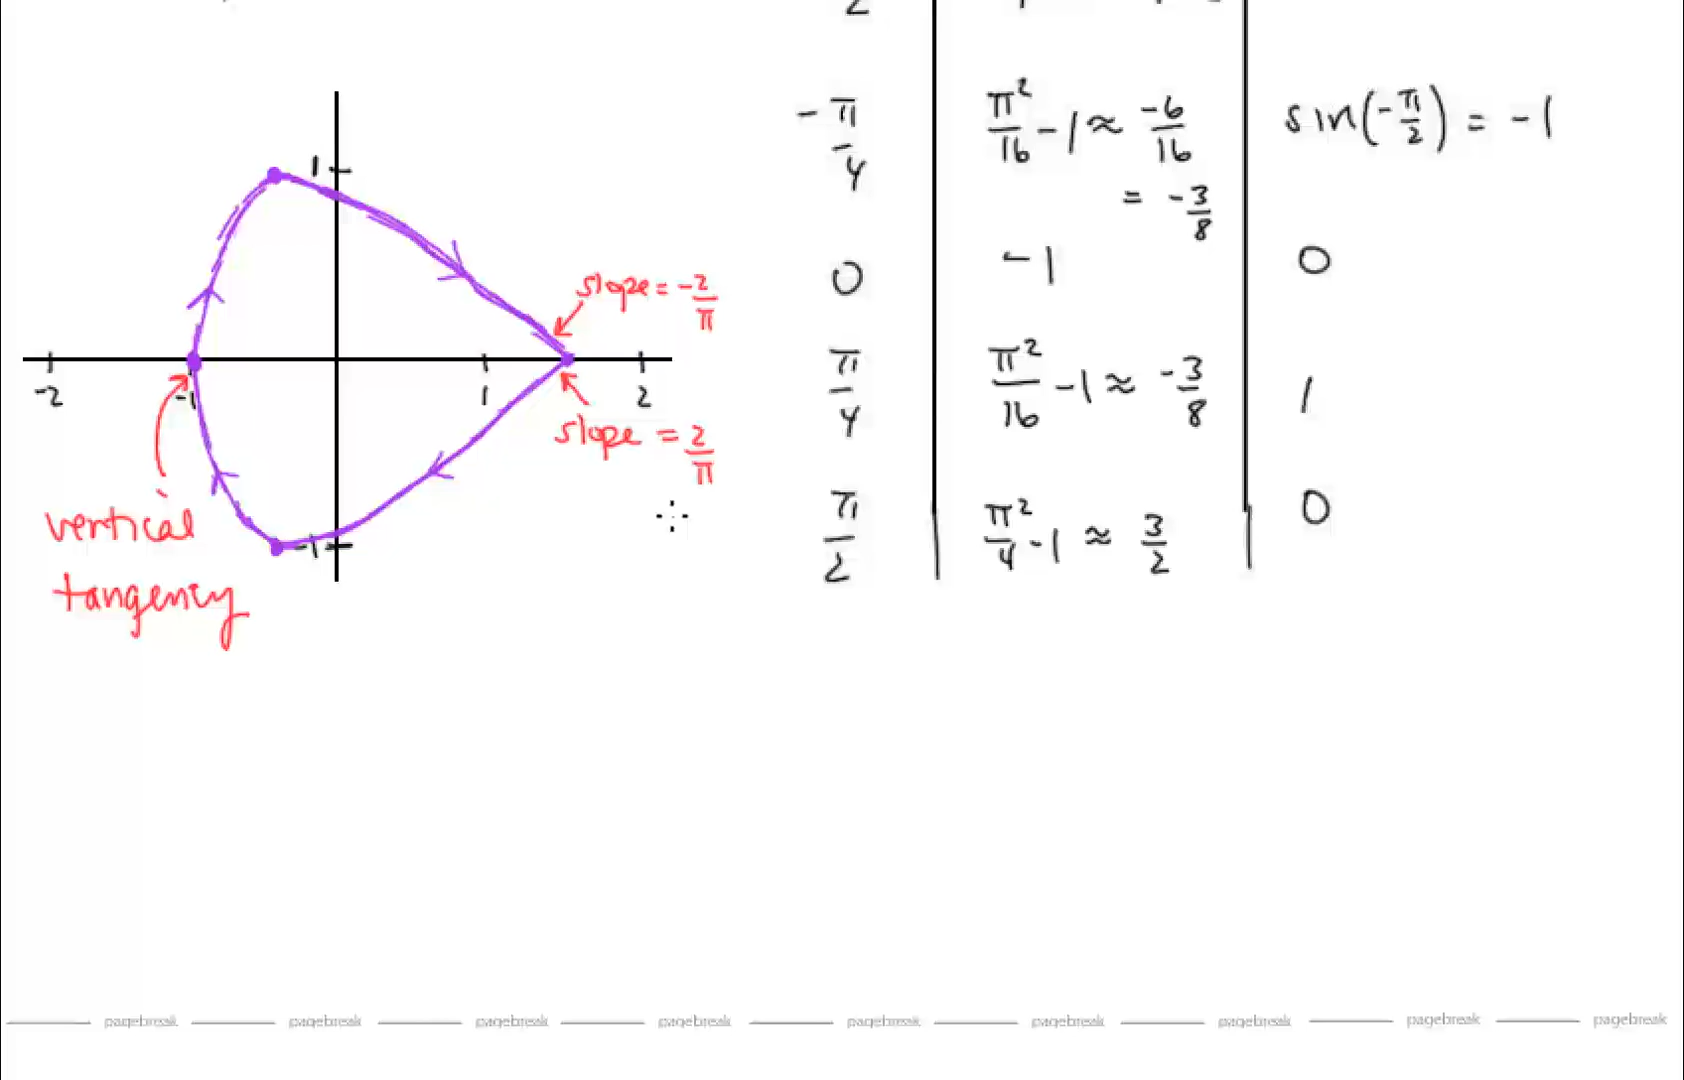 -π/4 | π²/16 - 1 ≈ -6/16 | sin(-π/2) = -1
= -3/8
0 | -1 | 0
π/4 | π²/16 - 1 ≈ -3/8 | 1
π/2 | π²/4 - 1 ≈ 3/2 | 0
1
slope = -2/π
-2 -1 1 2
slope = 2/π
-1
vertical
tangency
pagebreak pagebreak pagebreak pagebreak pagebreak pagebreak pagebreak pagebreak pagebreak